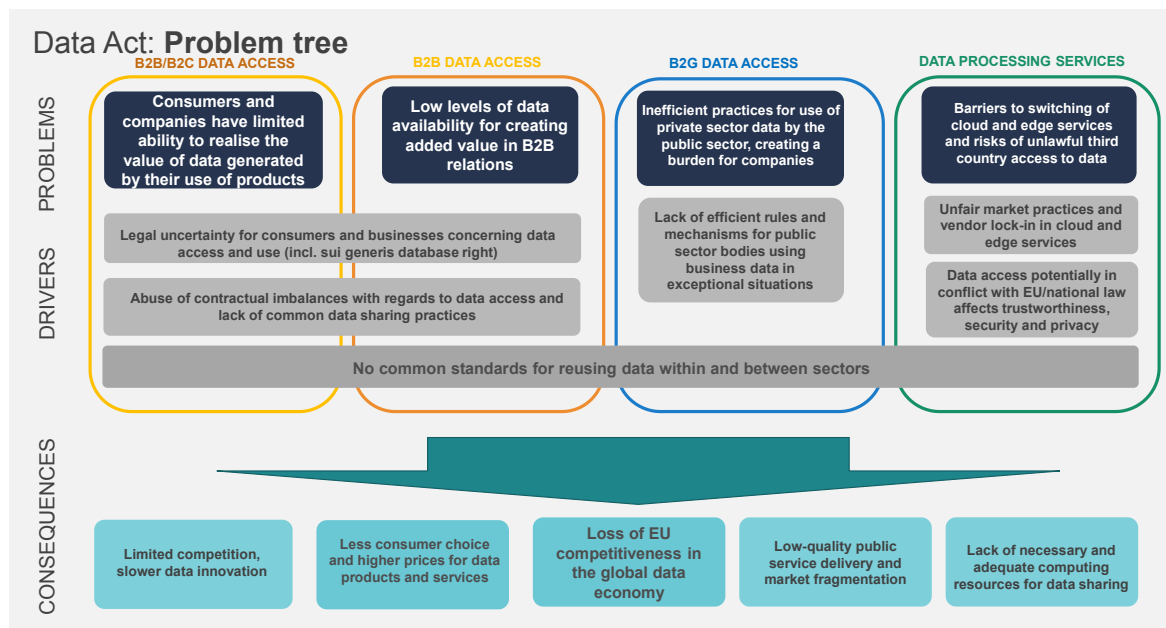 Data Act: Problem tree
B2B/B2C DATA ACCESS
B2B DATA ACCESS
B2G DATA ACCESS
DATA PROCESSING SERVICES
PROBLEMS
Consumers and
companies have limited
ability to realise the
value of data generated
by their use of products
Low levels of data
availability for creating
added value in B2B
relations
Inefficient practices for use of
private sector data by the
public sector, creating a
burden for companies
Barriers to switching of
cloud and edge services
and risks of unlawful third
country access to data
DRIVERS
Legal uncertainty for consumers and businesses concerning data
access and use (incl. sui generis database right)
Abuse of contractual imbalances with regards to data access and
lack of common data sharing practices
Lack of efficient rules and
mechanisms for public
sector bodies using
business data in
exceptional situations
Unfair market practices and
vendor lock-in in cloud and
edge services
Data access potentially in
conflict with EU/national law
affects trustworthiness,
security and privacy
No common standards for reusing data within and between sectors
CONSEQUENCES
Limited competition,
slower data innovation
Less consumer choice
and higher prices for data
products and services
Loss of EU
competitiveness in
the global data
economy
Low-quality public
service delivery and
market fragmentation
Lack of necessary and
adequate computing
resources for data sharing